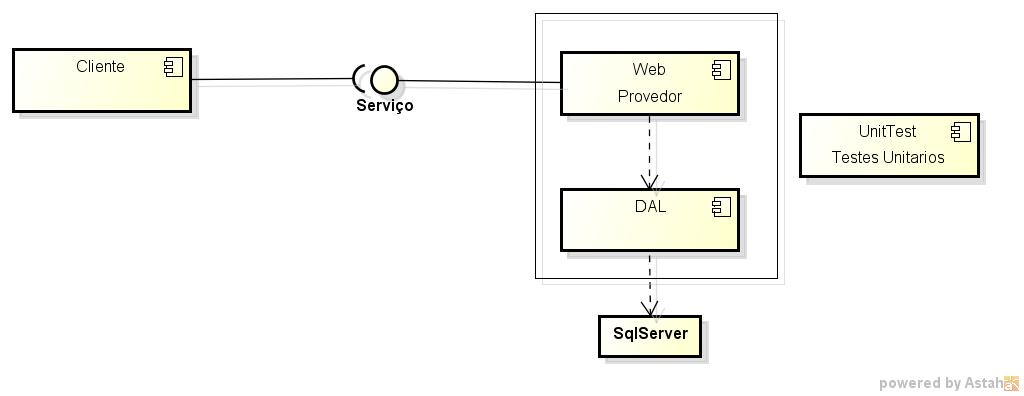 Cliente
Serviço
Web
Provedor
DAL
SqlServer
UnitTest
Testes Unitarios
powered by Astah